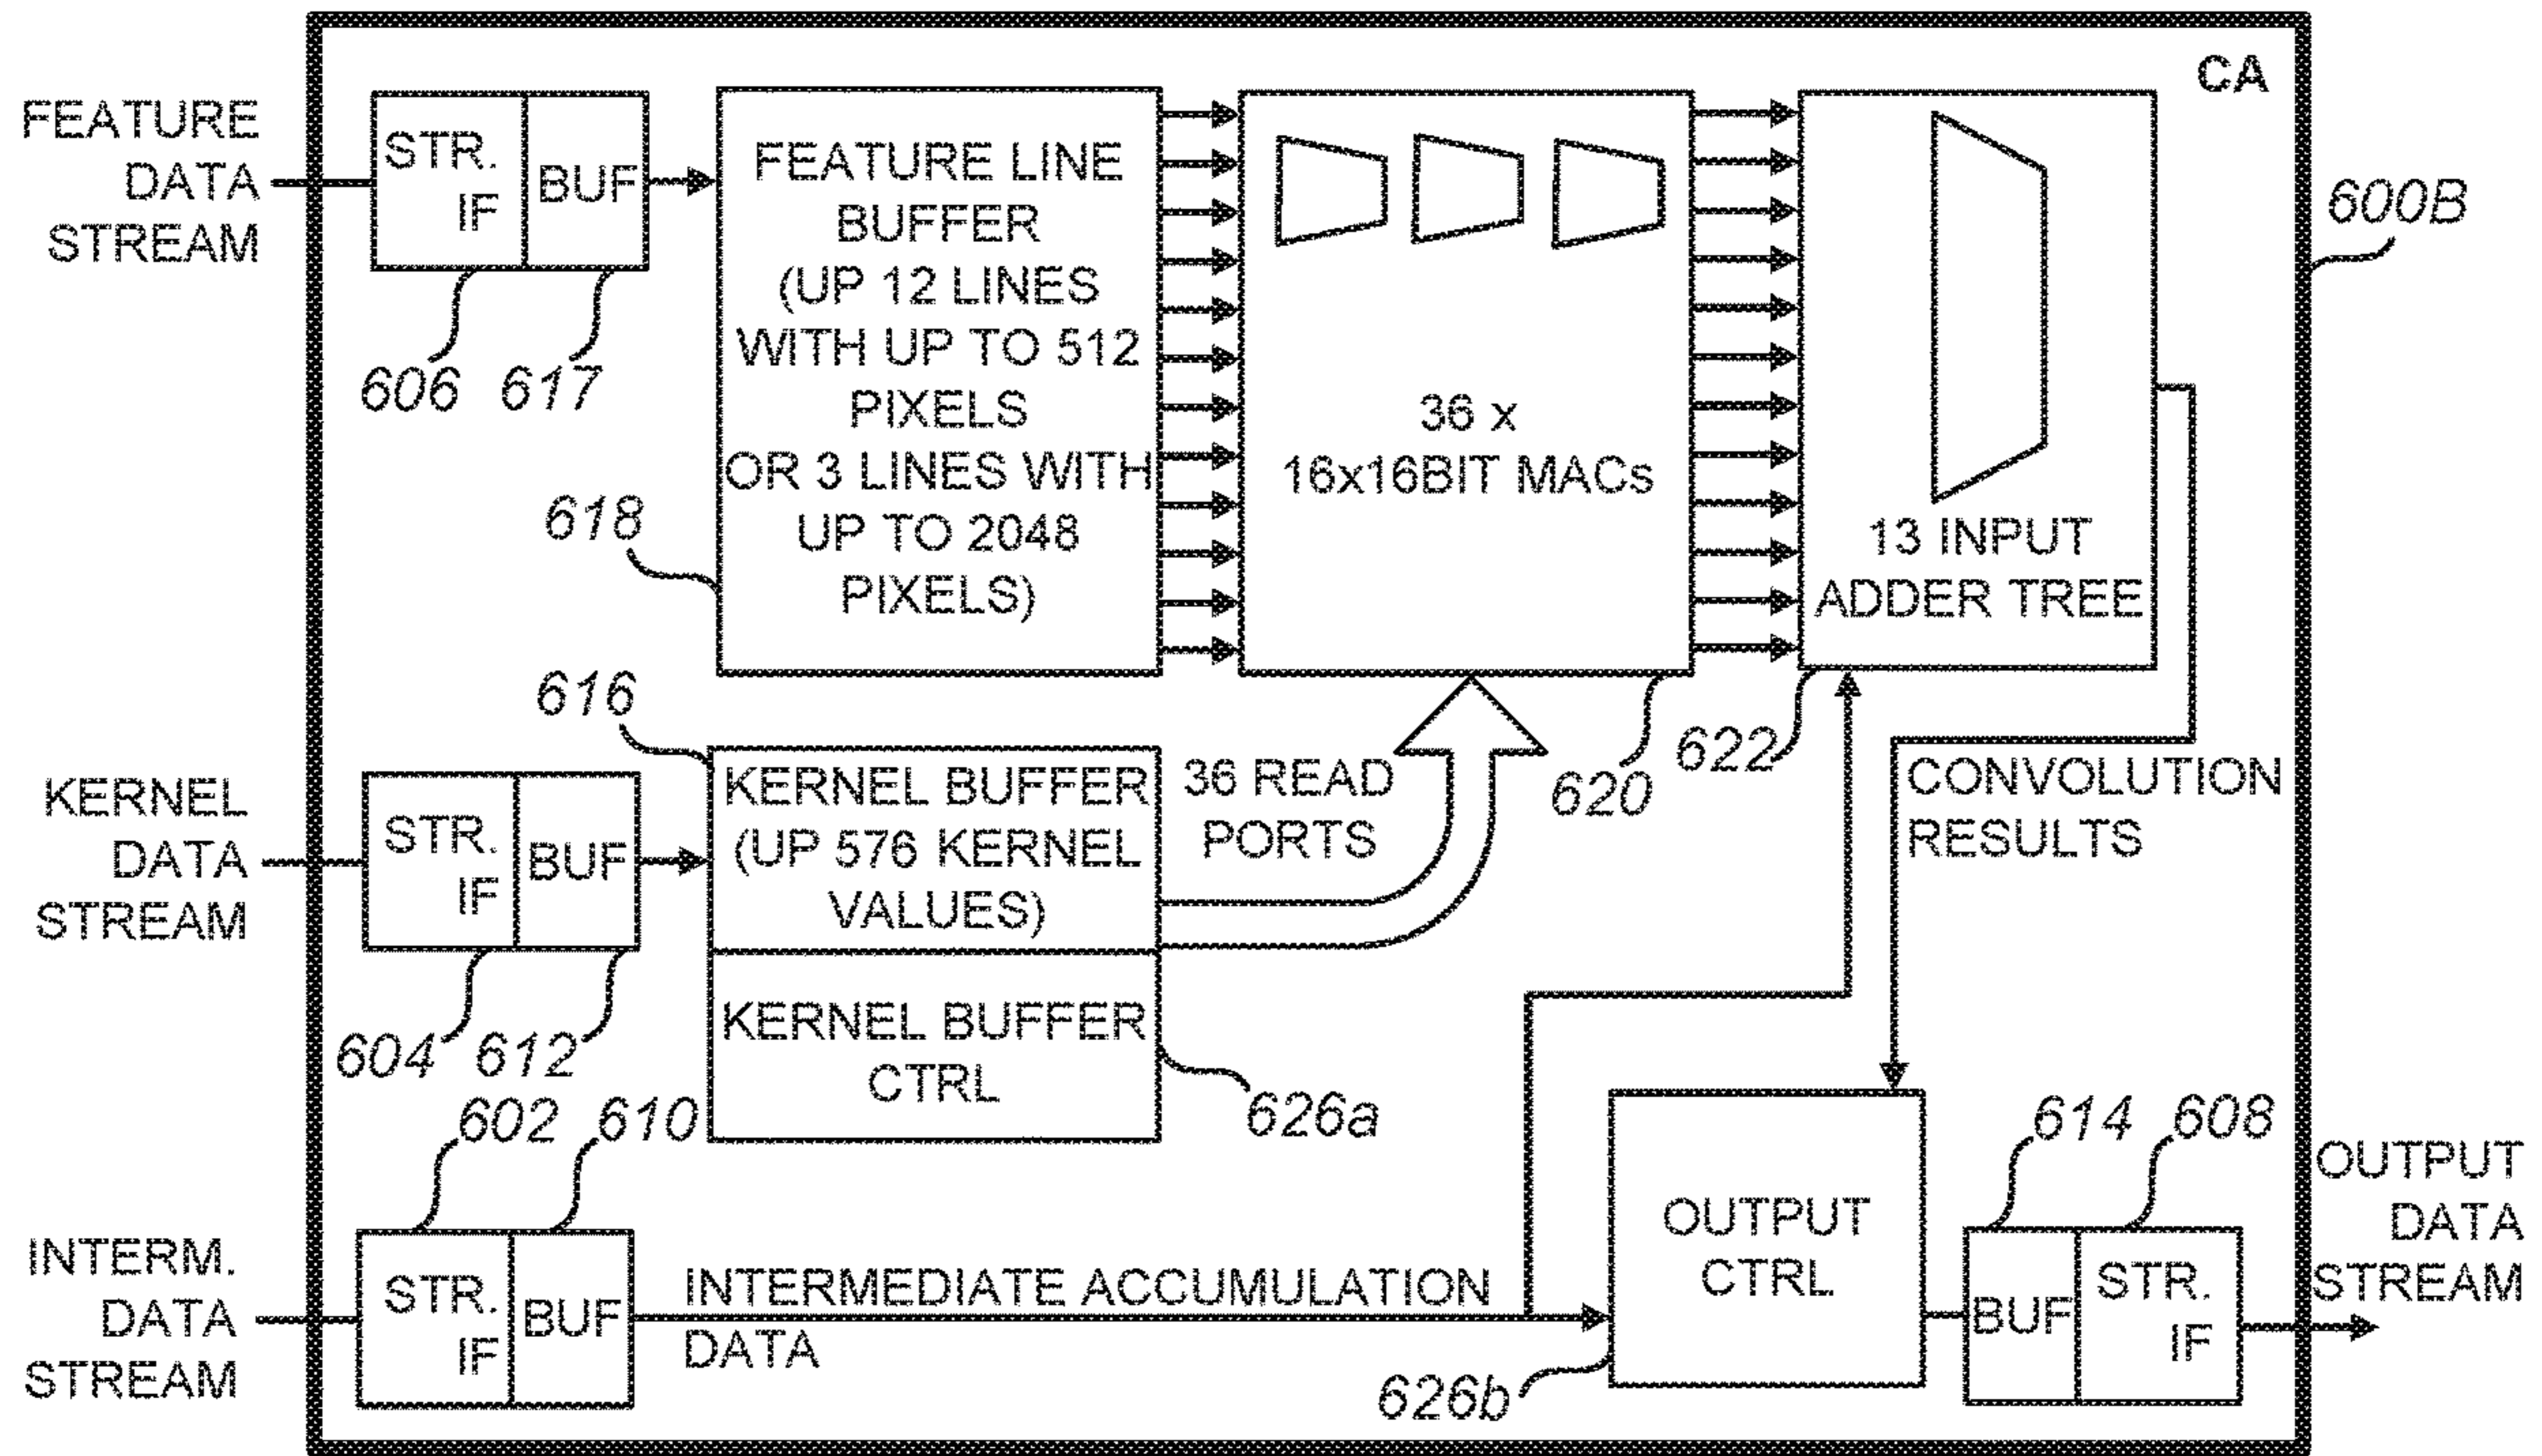 CA
FEATURE
DATA
STREAM
STR.
IF
BUF
606
617
FEATURE LINE
BUFFER
(UP 12 LINES
WITH UP TO 512
PIXELS
OR 3 LINES WITH
UP TO 2048
PIXELS)
618
36 x
16x16BIT MACs
620
13 INPUT
ADDER TREE
622
600B
KERNEL
DATA
STREAM
STR.
IF
BUF
604
612
616
KERNEL BUFFER
(UP 576 KERNEL
VALUES)
KERNEL BUFFER
CTRL
626a
36 READ
PORTS
CONVOLUTION
RESULTS
INTERM.
DATA
STREAM
602
610
STR.
IF
BUF
INTERMEDIATE ACCUMULATION
DATA
OUTPUT
CTRL
626b
614
608
BUF
STR.
IF
OUTPUT
DATA
STREAM